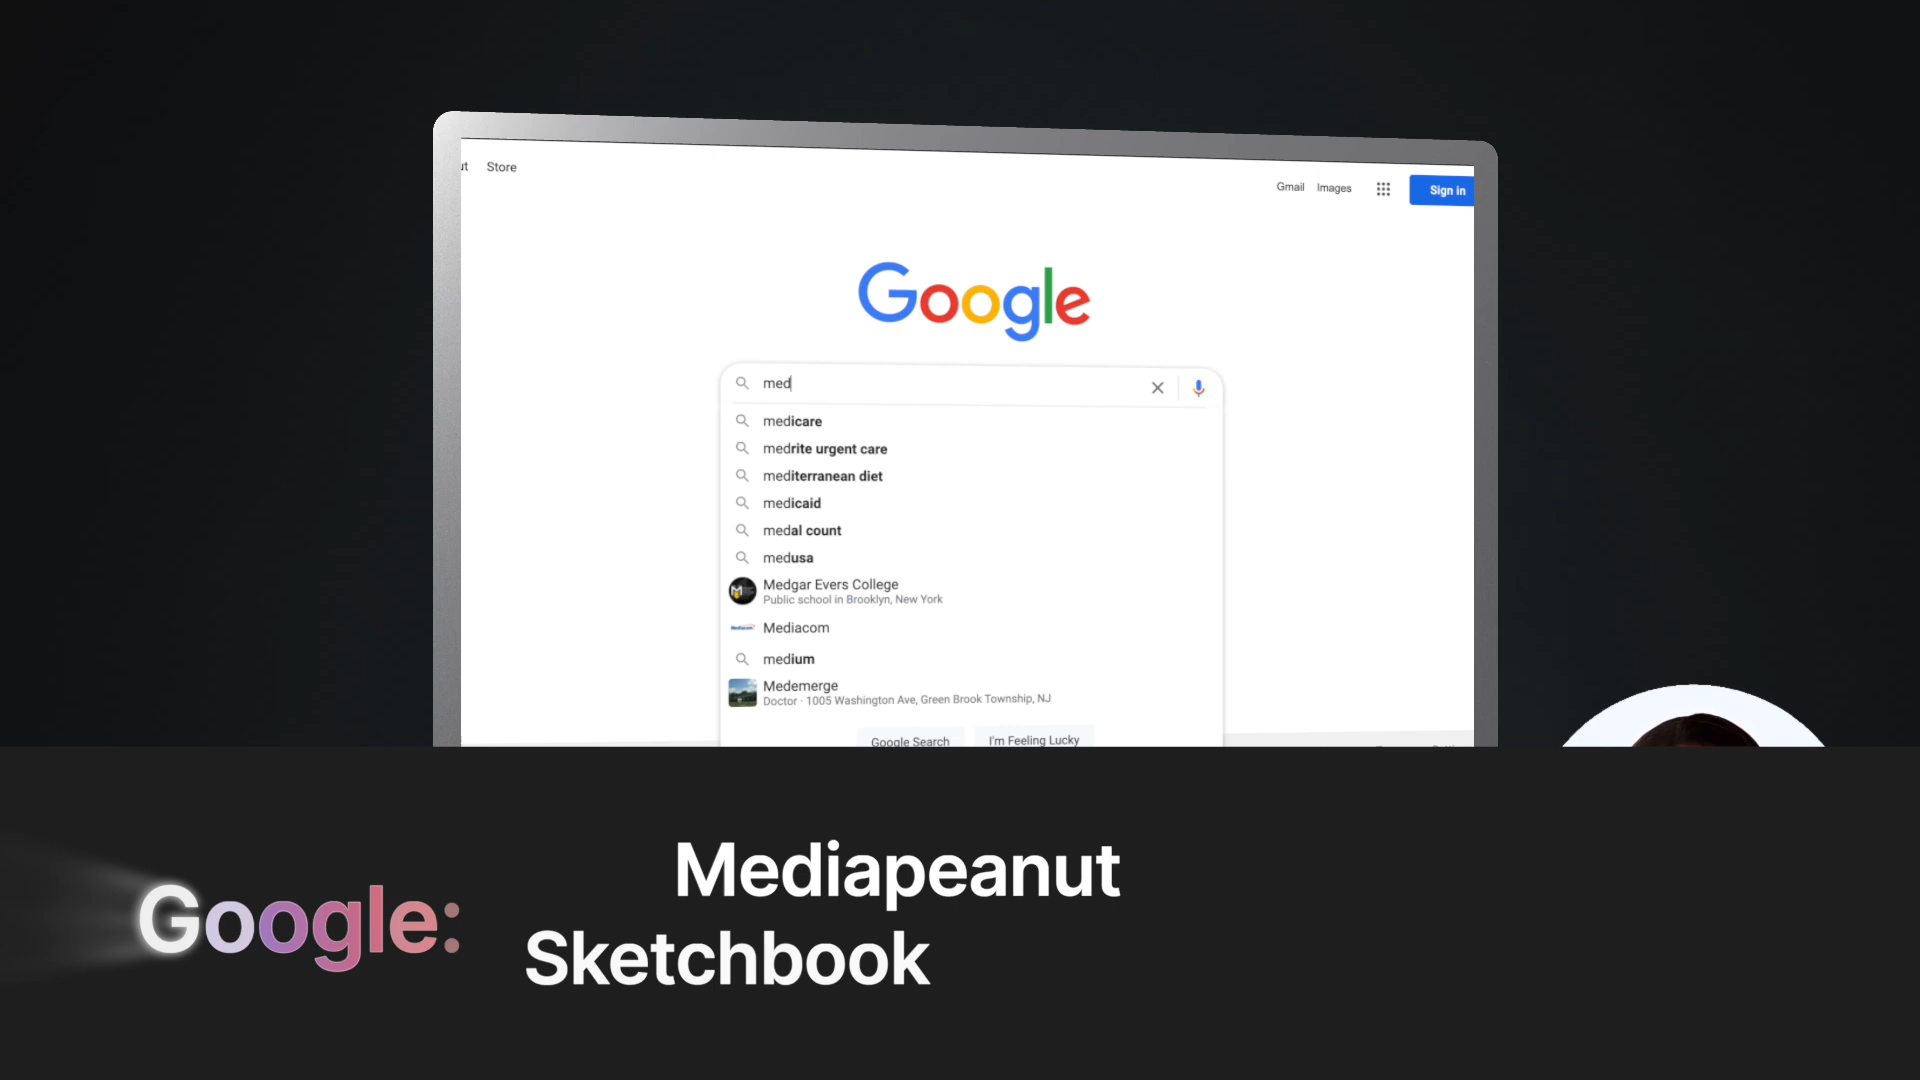 ut Store
Gmail Images Sign in
Google
med
medicare
medrite urgent care
mediterranean diet
medicaid
medal count
medusa
Medgar Evers College
Public school in Brooklyn, New York
Mediacom Mediacom
medium
Medemerge
Doctor · 1005 Washington Ave, Green Brook Township, NJ
Google Search I'm Feeling Lucky
Google:
Mediapeanut
Sketchbook